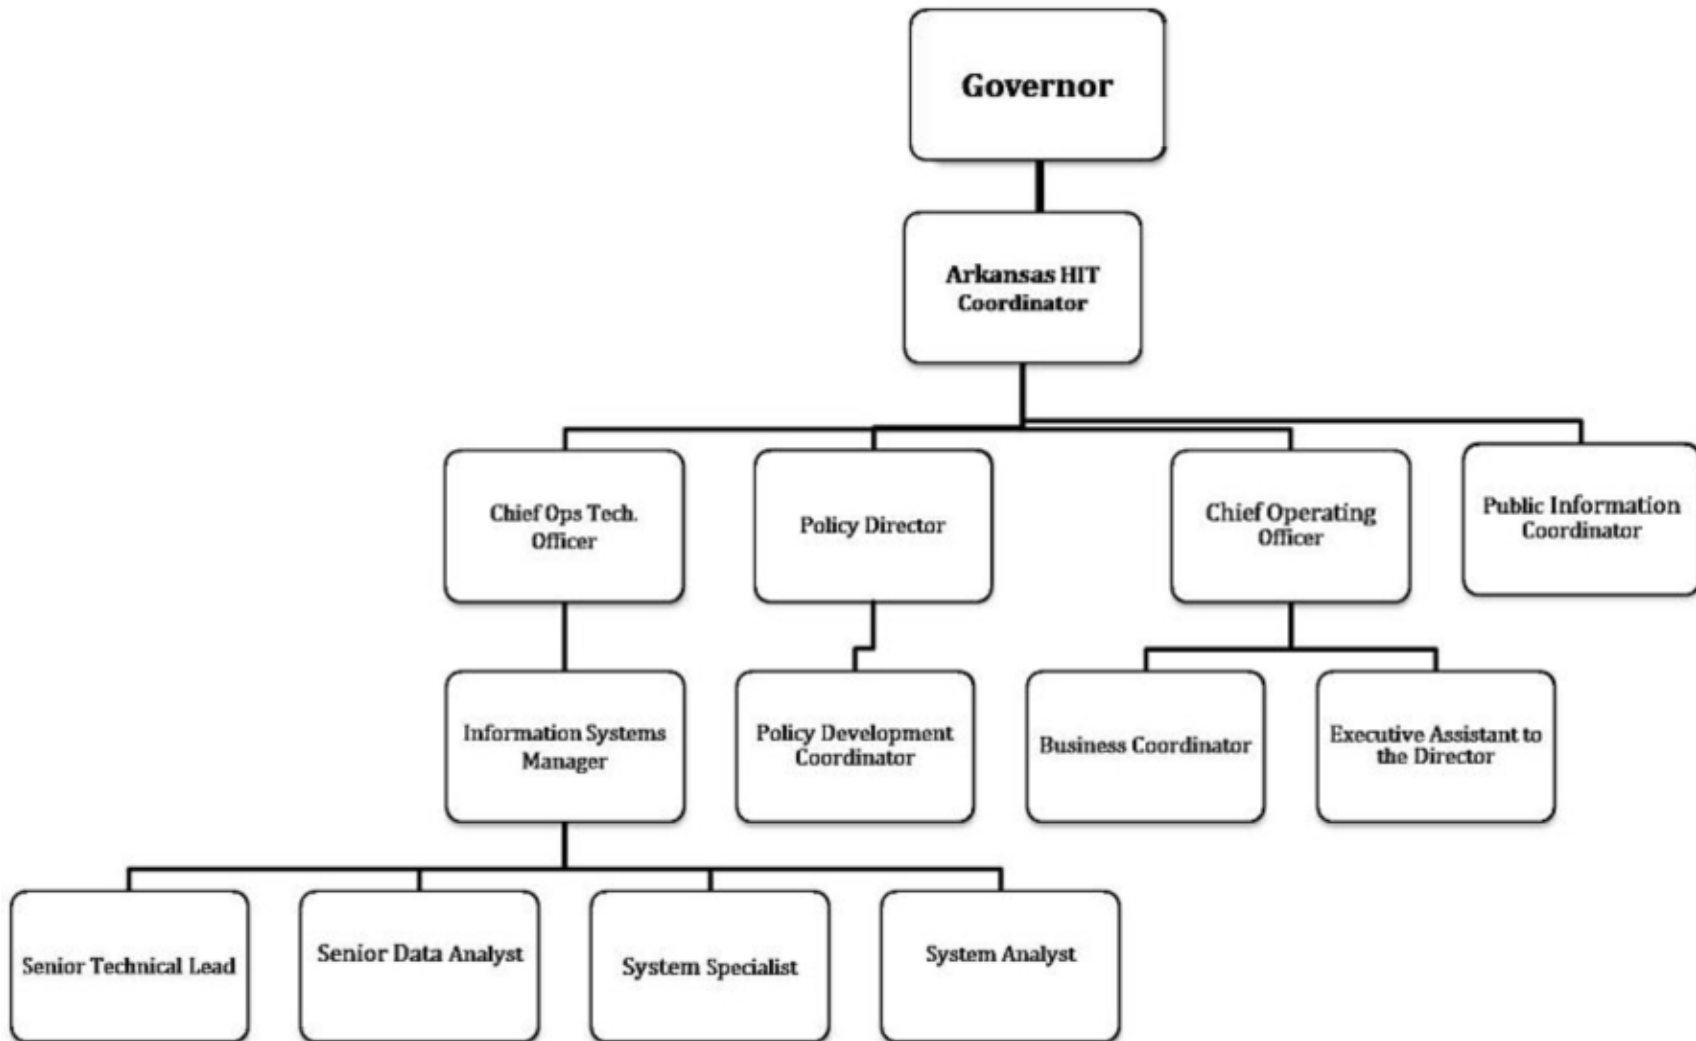 Governor
Arkansas HIT
Coordinator
Chief Ops Tech.
Officer
Policy Director
Chief Operating
Officer
Public Information
Coordinator
Information Systems
Manager
Policy Development
Coordinator
Business Coordinator
Executive Assistant to
the Director
Senior Technical Lead
Senior Data Analyst
System Specialist
System Analyst